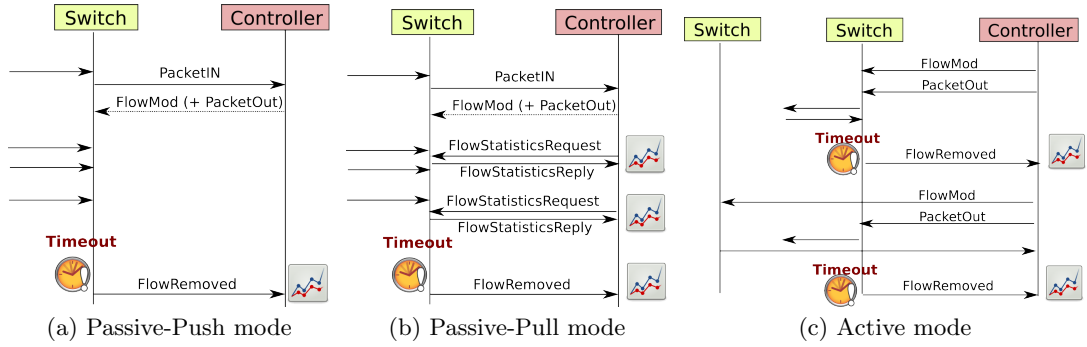 Switch
Controller
PacketIN
FlowMod (+ PacketOut)
Timeout
FlowRemoved
(a) Passive-Push mode
Switch
Controller
PacketIN
FlowMod (+ PacketOut)
FlowStatisticsRequest
FlowStatisticsReply
FlowStatisticsRequest
FlowStatisticsReply
Timeout
FlowRemoved
(b) Passive-Pull mode
Switch
Switch
Controller
FlowMod
PacketOut
Timeout
FlowRemoved
FlowMod
PacketOut
Timeout
FlowRemoved
(c) Active mode